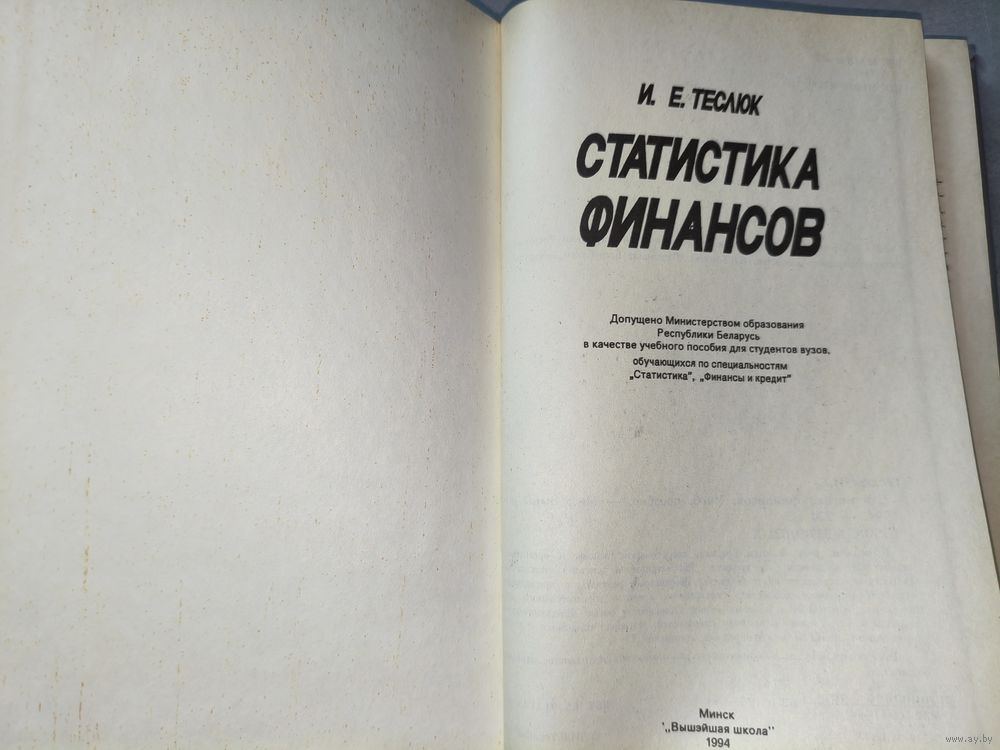 И. Е. ТЕСЛЮК
СТАТИСТИКА
ФИНАНСОВ
Допущено Министерством образования
Республики Беларусь
в качестве учебного пособия для студентов вузов,
обучающихся по специальностям
„Статистика”, „Финансы и кредит”
Минск
'„Вышэйшая школа''
1994
www.ay.by